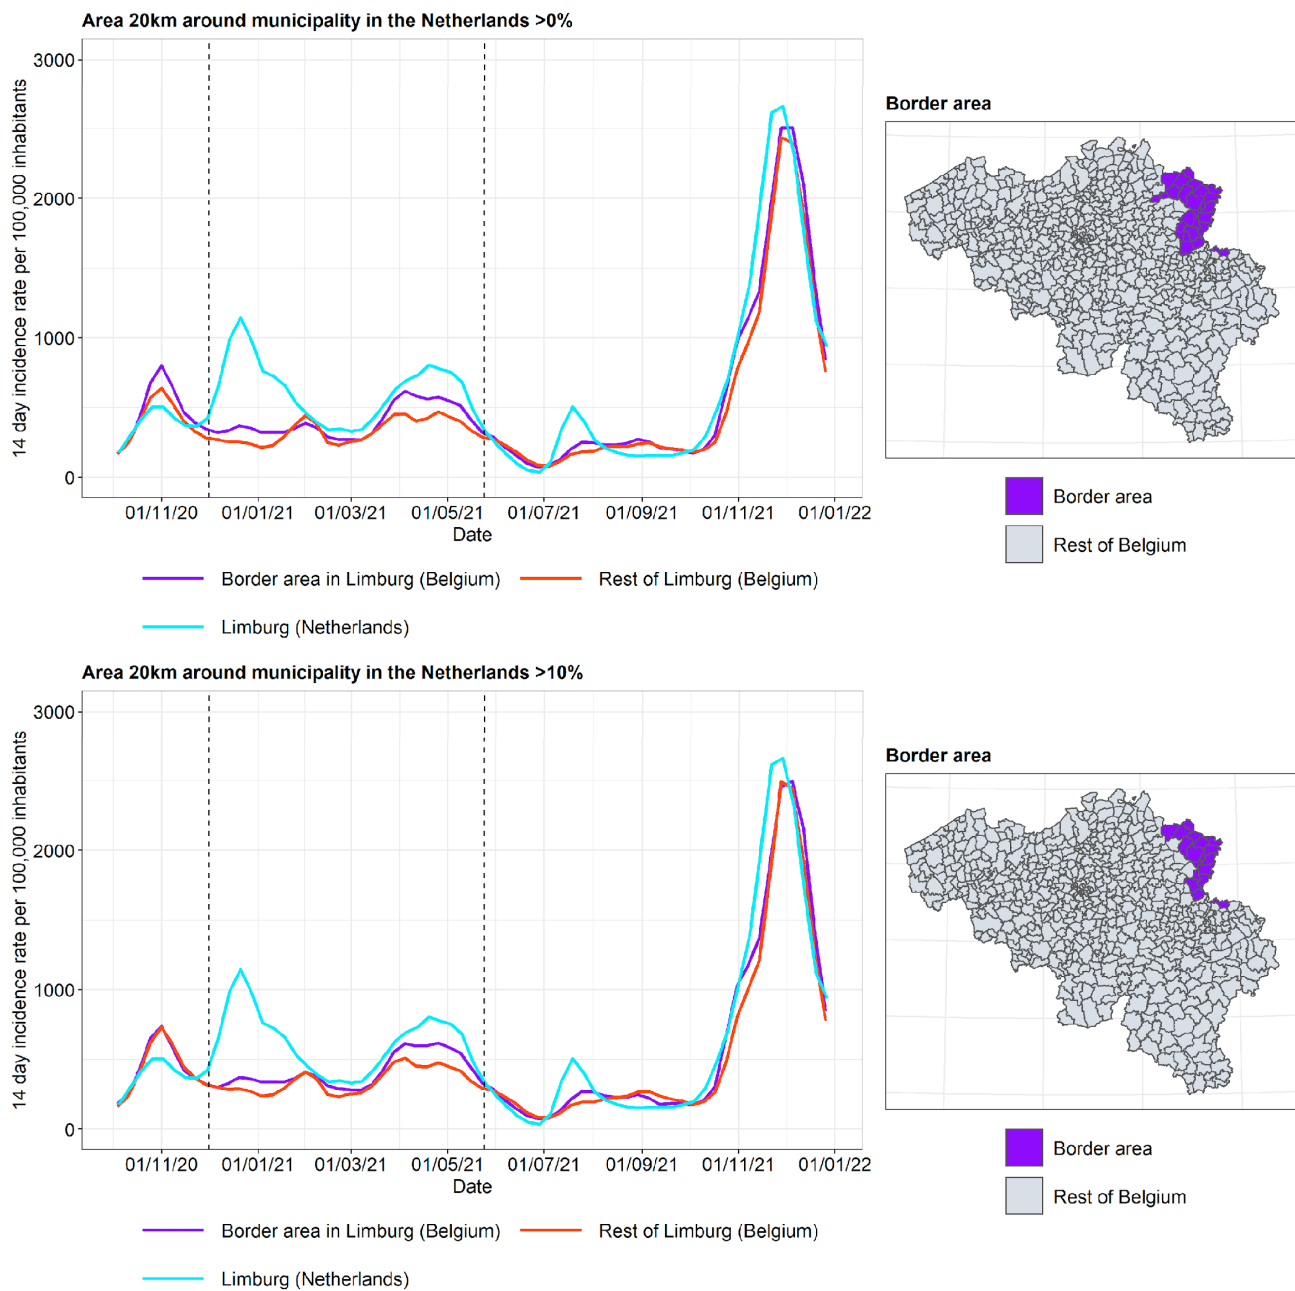 Area 20km around municipality in the Netherlands >0%
14 day incidence rate per 100,000 inhabitants
3000
2000
1000
0
01/11/20 01/01/21 01/03/21 01/05/21 01/07/21 01/09/21 01/11/21 01/01/22
Date
Border area in Limburg (Belgium) Rest of Limburg (Belgium)
Limburg (Netherlands)
Border area
Border area
Rest of Belgium
Area 20km around municipality in the Netherlands >10%
14 day incidence rate per 100,000 inhabitants
3000
2000
1000
0
01/11/20 01/01/21 01/03/21 01/05/21 01/07/21 01/09/21 01/11/21 01/01/22
Date
Border area in Limburg (Belgium) Rest of Limburg (Belgium)
Limburg (Netherlands)
Border area
Border area
Rest of Belgium